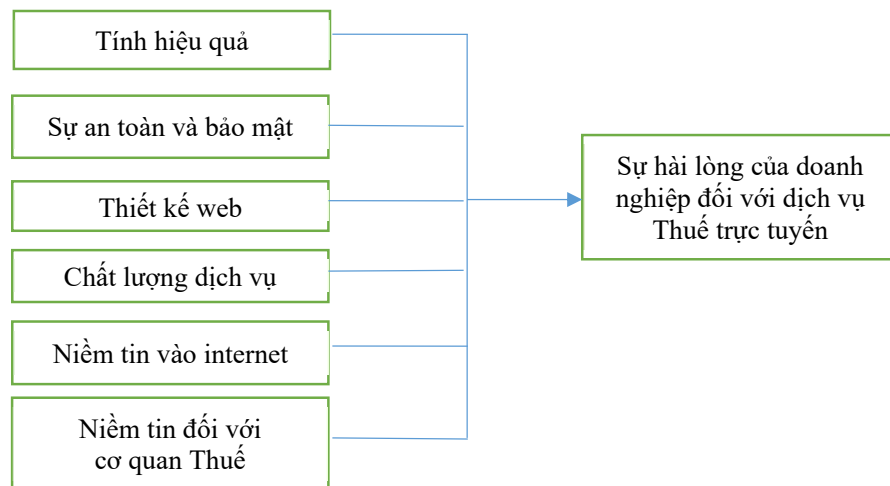 Tính hiệu quả
Sự an toàn và bảo mật
Thiết kế web
Chất lượng dịch vụ
Niềm tin vào internet
Niềm tin đối với
cơ quan Thuế
Sự hài lòng của doanh
nghiệp đối với dịch vụ
Thuế trực tuyến